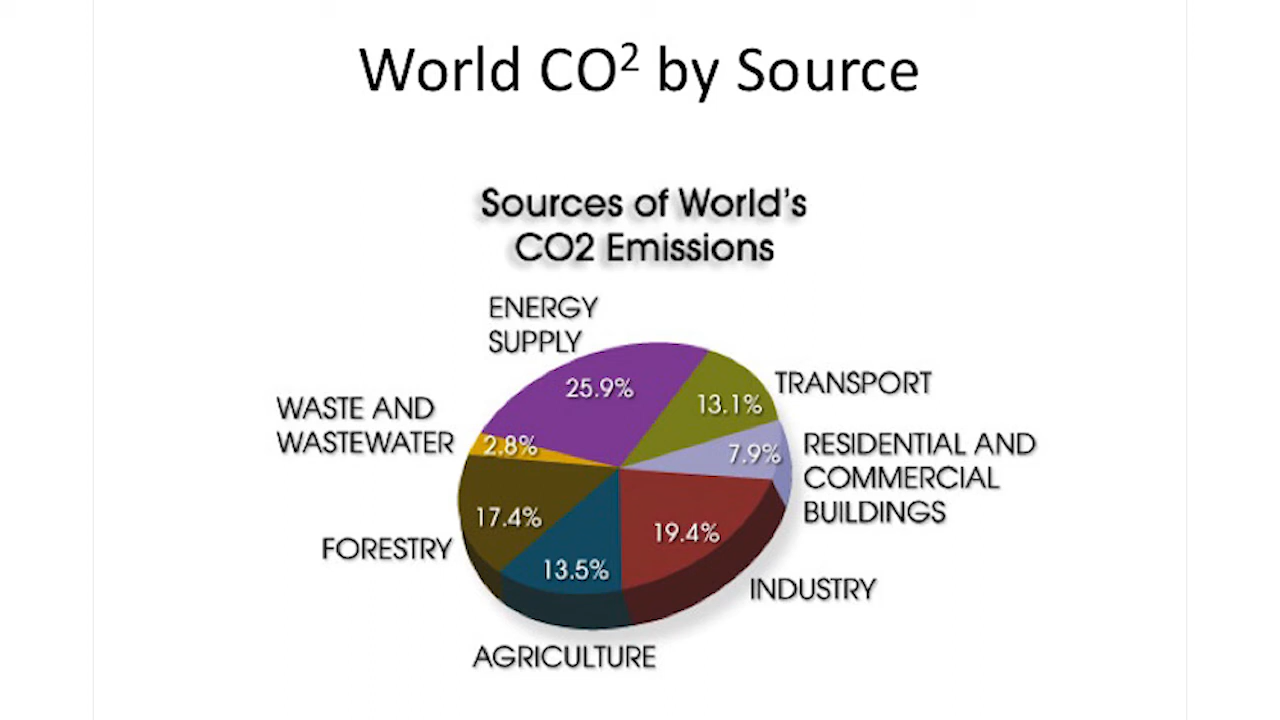 World CO² by Source
Sources of World's
CO2 Emissions
ENERGY
SUPPLY
25.9%
TRANSPORT
13.1%
WASTE AND
WASTEWATER
2.8%
RESIDENTIAL AND
COMMERCIAL
BUILDINGS
7.9%
17.4%
FORESTRY
19.4%
INDUSTRY
13.5%
AGRICULTURE